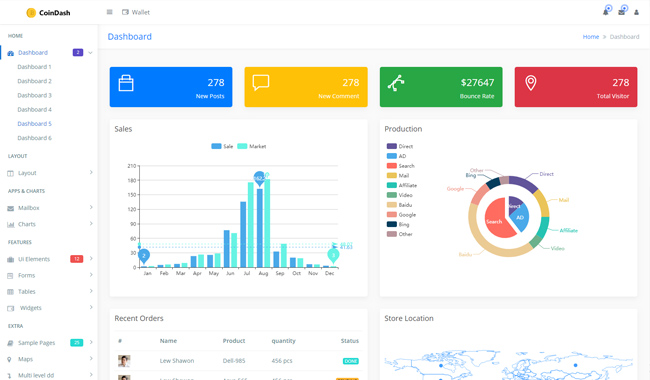 CoinDash
Wallet
HOME
Dashboard 2
Dashboard 1
Dashboard 2
Dashboard 3
Dashboard 4
Dashboard 5
Dashboard 6
LAYOUT
Layout
APPS & CHARTS
Mailbox
Charts
FEATURES
UI Elements 12
Forms
Tables
Widgets
EXTRA
Sample Pages 25
Maps
Multi level dd
Dashboard
Home » Dashboard
278
New Posts
278
New Comment
$27647
Bounce Rate
278
Total Visitor
Sales
Sale Market
210
180
150
120
90
60
30
0
2
Jan Feb Mar Apr May Jun July Aug Sep Oct Nov Dec
Production
Direct
AD
Search
Mail
Affiliate
Video
Baidu
Google
Bing
Other
Other
Bing
Google
Baidu
Direct
Mail
Affiliate
Video
Direct
AD
Search
Recent Orders
# Name Product quantity Status
Lew Shawon Dell-985 456 pcs DONE
Store Location